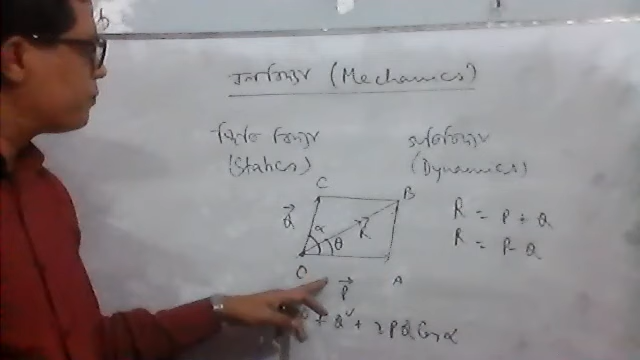 বলবিদ্যা (Mechanics)
স্থিতি বিদ্যা
(Statics)
গতিবিদ্যা
(Dynamics)
C
B
Q
α
θ
R
O
A
P
R = P + Q
R = P - Q
+ Q² + 2PQ Cos α